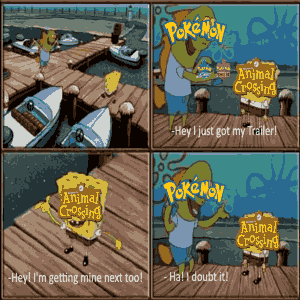 POKéMON
Animal
Crossing
-Hey I just got my Trailer!
Animal
Crossing
-Hey! I'm getting mine next too!
POKéMON
Animal
Crossing
- Ha! I doubt it!